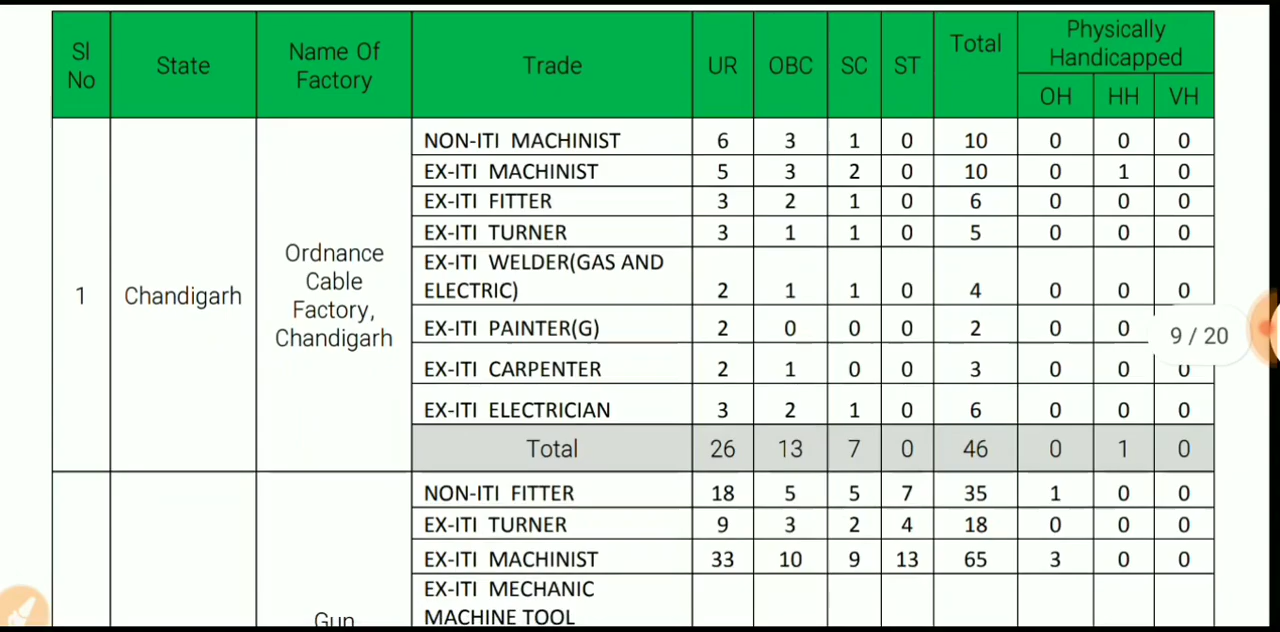 Sl No State Name Of Factory Trade UR OBC SC ST Total Physically Handicapped
OH HH VH
1 Chandigarh Ordnance Cable Factory, Chandigarh
NON-ITI MACHINIST 6 3 1 0 10 0 0 0
EX-ITI MACHINIST 5 3 2 0 10 0 1 0
EX-ITI FITTER 3 2 1 0 6 0 0 0
EX-ITI TURNER 3 1 1 0 5 0 0 0
EX-ITI WELDER(GAS AND
ELECTRIC) 2 1 1 0 4 0 0 0
EX-ITI PAINTER(G) 2 0 0 0 2 0 0
9 / 20
EX-ITI CARPENTER 2 1 0 0 3 0 0 0
EX-ITI ELECTRICIAN 3 2 1 0 6 0 0 0
Total 26 13 7 0 46 0 1 0
NON-ITI FITTER 18 5 5 7 35 1 0 0
EX-ITI TURNER 9 3 2 4 18 0 0 0
EX-ITI MACHINIST 33 10 9 13 65 3 0 0
EX-ITI MECHANIC
MACHINE TOOL
Gun